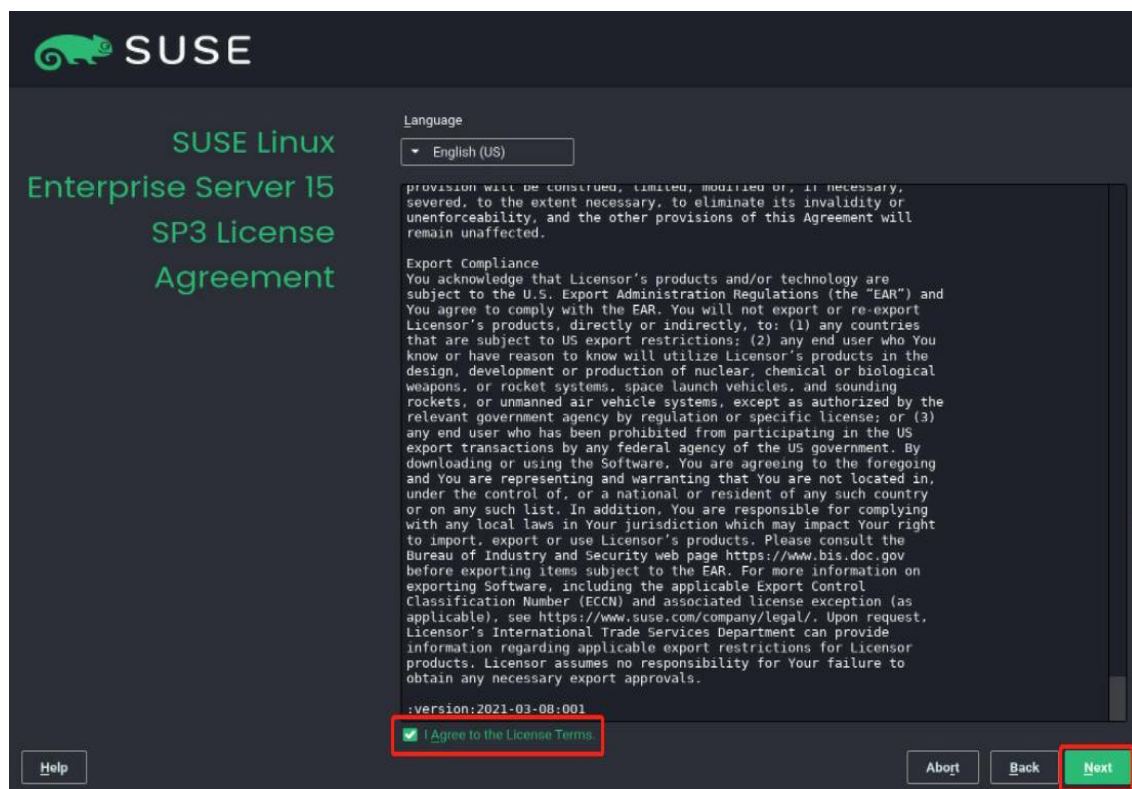 SUSE
SUSE Linux
Enterprise Server 15
SP3 License
Agreement
Language
English (US)
provision will be construed, limited, modified or, if necessary,
severed, to the extent necessary, to eliminate its invalidity or
unenforceability, and the other provisions of this Agreement will
remain unaffected.
Export Compliance
You acknowledge that Licensor's products and/or technology are
subject to the U.S. Export Administration Regulations (the “EAR”) and
You agree to comply with the EAR. You will not export or re-export
Licensor's products, directly or indirectly, to: (1) any countries
that are subject to US export restrictions; (2) any end user who You
know or have reason to know will utilize Licensor's products in the
design, development or production of nuclear, chemical or biological
weapons, or rocket systems, space launch vehicles, and sounding
rockets, or unmanned air vehicle systems, except as authorized by the
relevant government agency by regulation or specific license; or (3)
any end user who has been prohibited from participating in the US
export transactions by any federal agency of the US government. By
downloading or using the Software, You are agreeing to the foregoing
and You are representing and warranting that You are not located in,
under the control of, or a national or resident of any such country
or on any such list. In addition, You are responsible for complying
with any local laws in Your jurisdiction which may impact Your right
to import, export or use Licensor's products. Please consult the
Bureau of Industry and Security web page https://www.bis.doc.gov
before exporting items subject to the EAR. For more information on
exporting Software, including the applicable Export Control
Classification Number (ECCN) and associated license exception (as
applicable), see https://www.suse.com/company/legal/. Upon request,
Licensor's International Trade Services Department can provide
information regarding applicable export restrictions for Licensor
products. Licensor assumes no responsibility for Your failure to
obtain any necessary export approvals.
:version:2021-03-08:001
I Agree to the License Terms.
Help
Abort
Back
Next